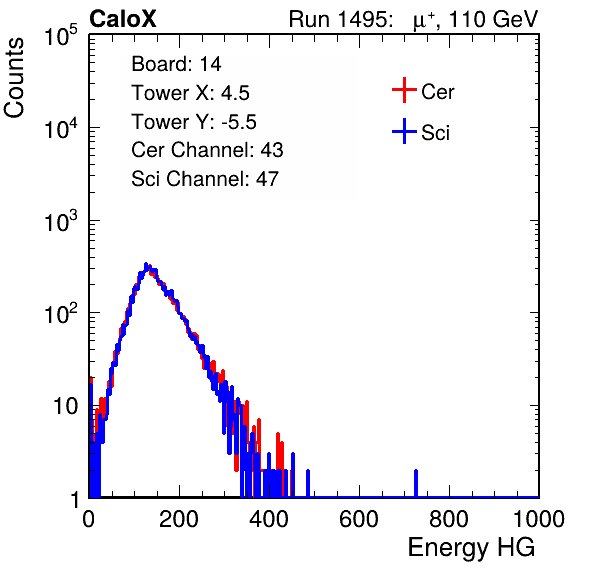 CaloX Run 1495: μ⁺, 110 GeV
Board: 14
Tower X: 4.5
Tower Y: -5.5
Cer Channel: 43
Sci Channel: 47
Cer
Sci
Counts
10⁵
10⁴
10³
10²
10
1
0 200 400 600 800 1000
Energy HG